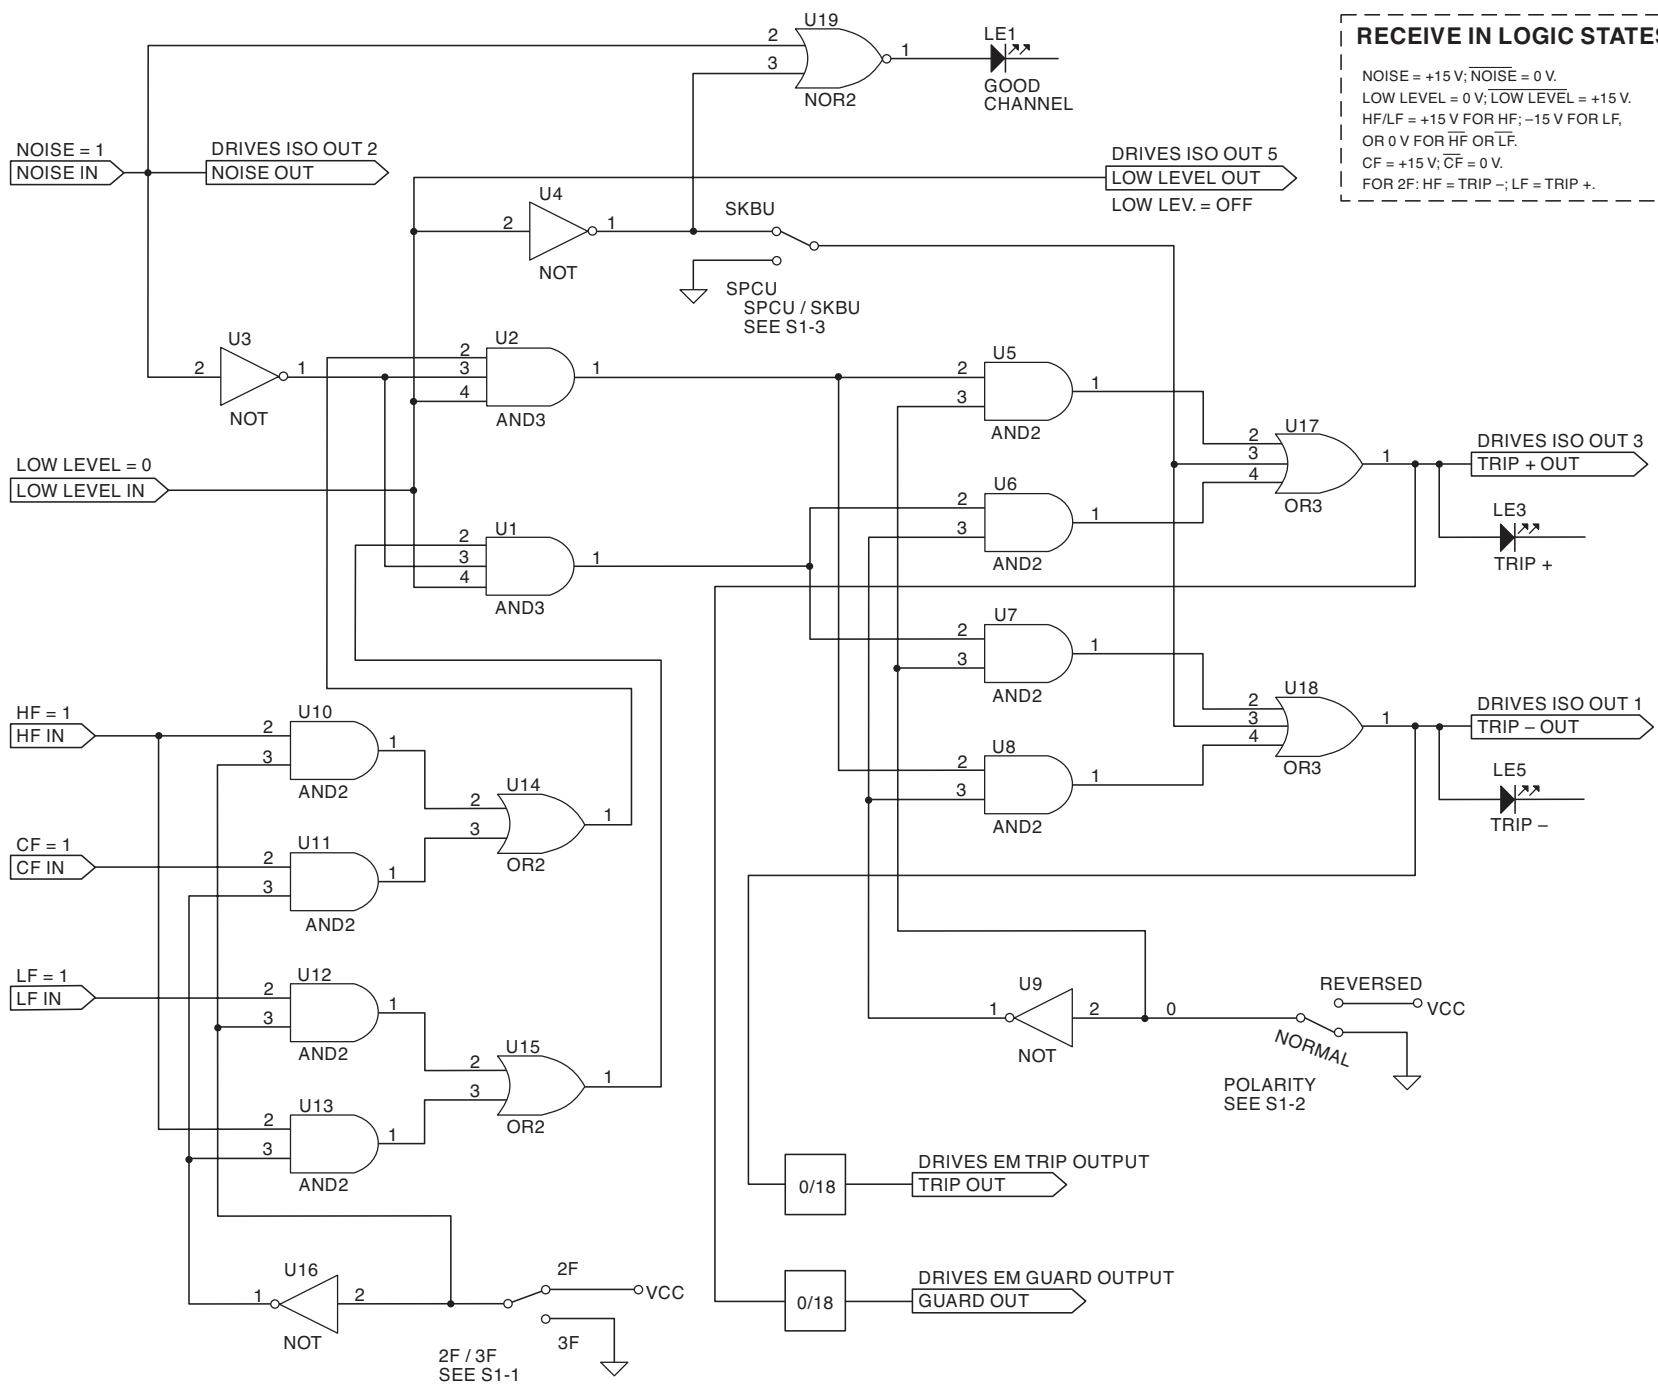 U19
2
3
1
NOR2
LE1
GOOD
CHANNEL
RECEIVE IN LOGIC STATES
NOISE = +15 V; NOISE = 0 V.
LOW LEVEL = 0 V; LOW LEVEL = +15 V.
HF/LF = +15 V FOR HF; –15 V FOR LF,
OR 0 V FOR HF OR LF.
CF = +15 V; CF = 0 V.
FOR 2F: HF = TRIP –; LF = TRIP +.
NOISE = 1
NOISE IN
DRIVES ISO OUT 2
NOISE OUT
DRIVES ISO OUT 5
LOW LEVEL OUT
LOW LEV. = OFF
U4
2
1
NOT
SKBU
SPCU
SPCU / SKBU
SEE S1-3
U3
2
1
NOT
U2
2
3
4
1
AND3
U5
2
3
1
AND2
U17
2
3
4
1
OR3
DRIVES ISO OUT 3
TRIP + OUT
LE3
TRIP +
LOW LEVEL = 0
LOW LEVEL IN
U6
2
3
1
AND2
U1
2
3
4
1
AND3
U7
2
3
1
AND2
U18
2
3
4
1
OR3
DRIVES ISO OUT 1
TRIP – OUT
LE5
TRIP –
HF = 1
HF IN
U10
2
3
1
AND2
U8
2
3
1
AND2
U14
2
3
1
OR2
CF = 1
CF IN
U11
2
3
1
AND2
LF = 1
LF IN
U12
2
3
1
AND2
U9
1
2
NOT
0
REVERSED
VCC
NORMAL
POLARITY
SEE S1-2
U15
2
3
1
OR2
U13
2
3
1
AND2
0/18
DRIVES EM TRIP OUTPUT
TRIP OUT
U16
1
2
NOT
2F
VCC
3F
2F / 3F
SEE S1-1
0/18
DRIVES EM GUARD OUTPUT
GUARD OUT